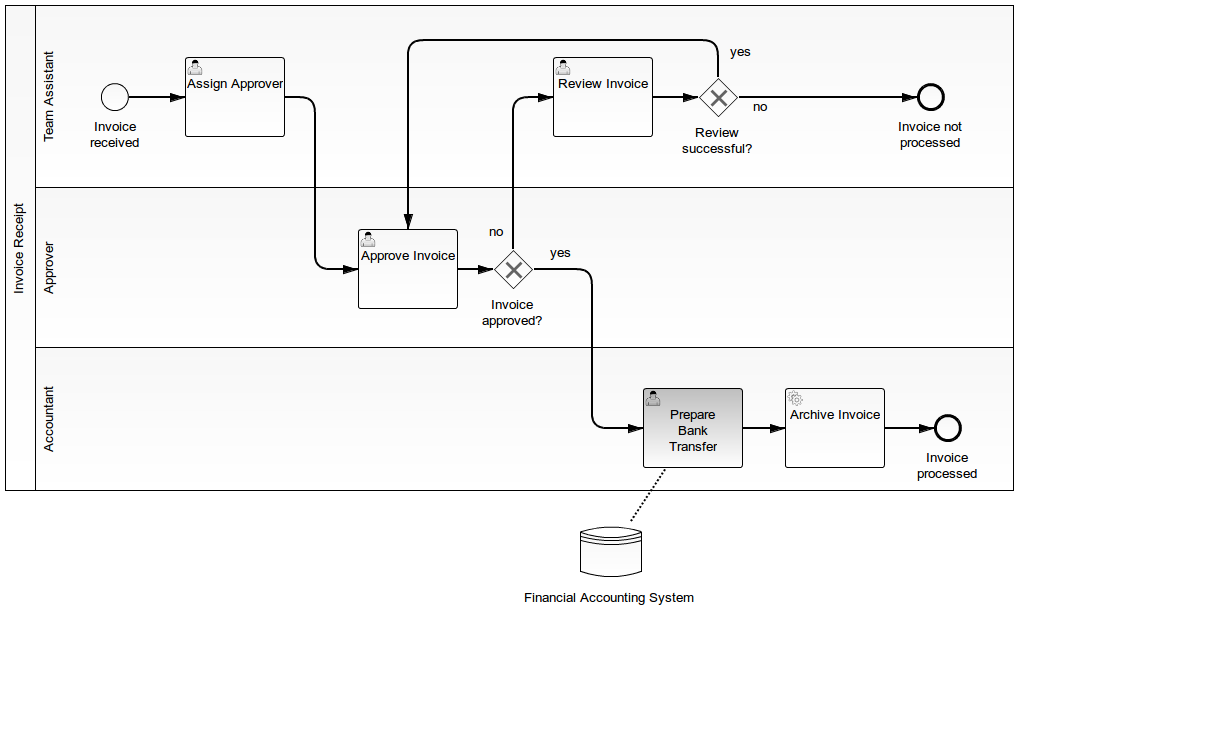 Invoice Receipt
Team Assistant
Invoice
received
Assign Approver
Review Invoice
yes
no
Review
successful?
Invoice not
processed
Approver
Approve Invoice
no
yes
Invoice
approved?
Accountant
Prepare
Bank
Transfer
Archive Invoice
Invoice
processed
Financial Accounting System